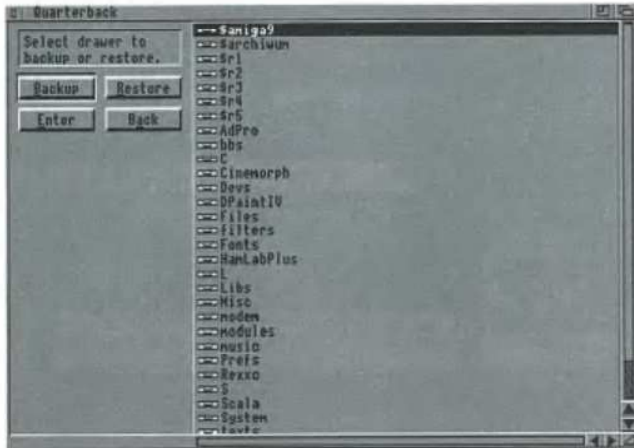 Quarterback
Select drawer to
backup or restore.
Backup
Restore
Enter
Back
$amiga9
$archiwum
$r1
$r2
$r3
$r4
$r5
AdPro
bbs
C
Cinemorph
Devs
DPaintIV
Files
filters
Fonts
HamLabPlus
L
Libs
Misc
modem
modules
music
Prefs
Rexxc
S
Scala
System
texts